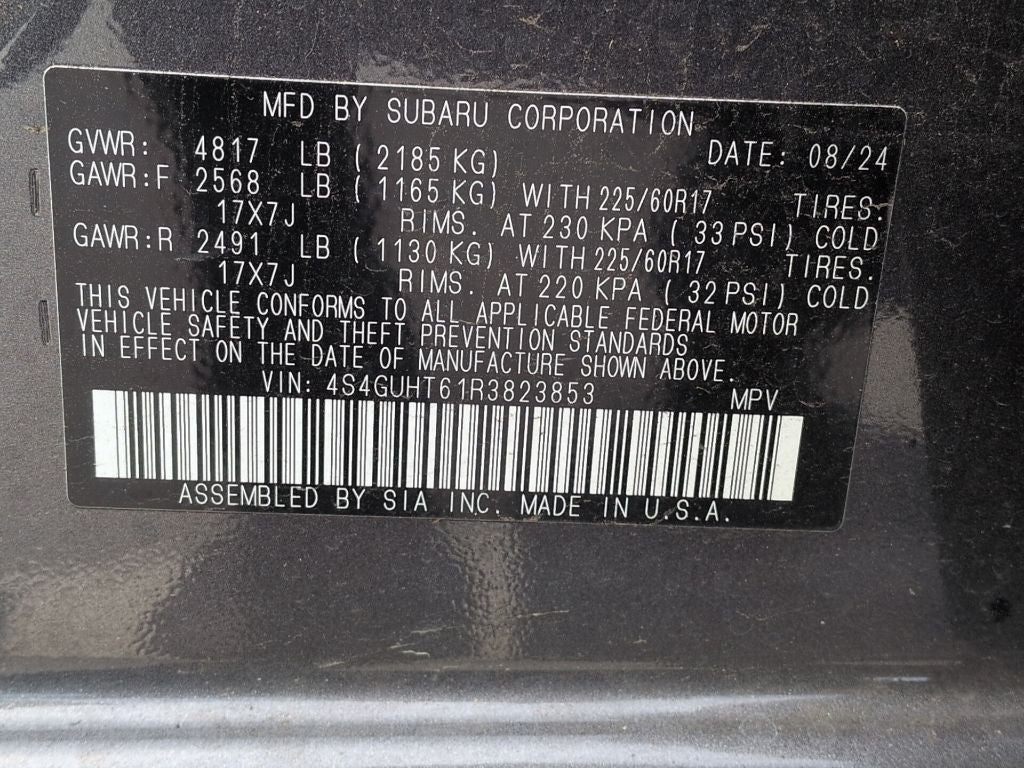 MFD BY SUBARU CORPORATION
GVWR: 4817 LB ( 2185 KG) DATE: 08/24
GAWR:F 2568 LB ( 1165 KG) WITH 225/60R17 TIRES.
17X7J RIMS. AT 230 KPA ( 33 PSI) COLD
GAWR:R 2491 LB ( 1130 KG) WITH 225/60R17 TIRES.
17X7J RIMS. AT 220 KPA ( 32 PSI) COLD
THIS VEHICLE CONFORMS TO ALL APPLICABLE FEDERAL MOTOR
VEHICLE SAFETY AND THEFT PREVENTION STANDARDS
IN EFFECT ON THE DATE OF MANUFACTURE SHOWN ABOVE.
VIN: 4S4GUHT61R3823853 MPV
ASSEMBLED BY SIA INC. MADE IN U.S.A.